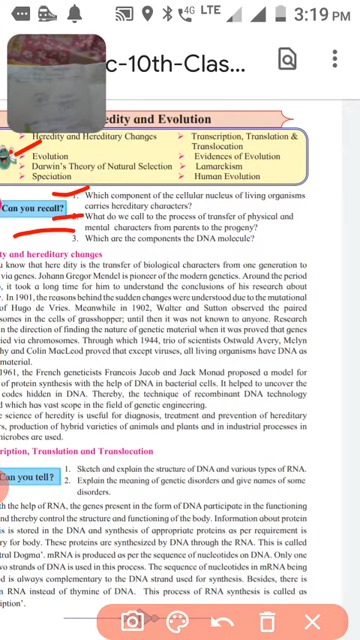 4G LTE 3:19 PM
c-10th-Clas...
edity and Evolution
Heredity and Hereditary Changes
Transcription, Translation & Translocation
Evolution
Evidences of Evolution
Darwin's Theory of Natural Selection
Lamarckism
Speciation
Human Evolution
Can you recall?
1. Which component of the cellular nucleus of living organisms
carries hereditary characters?
2. What do we call to the process of transfer of physical and
mental characters from parents to the progeny?
3. Which are the components the DNA molecule?
ty and hereditary changes
u know that here dity is the transfer of biological characters from one generation to
via genes. Johann Gregor Mendel is pioneer of the modern genetics. Around the period
, it took a long time for him to understand the conclusions of his research about
y. In 1901, the reasons behind the sudden changes were understood due to the mutational
of Hugo de Vries. Meanwhile in 1902, Walter and Sutton observed the paired
somes in the cells of grasshopper; until then it was not known to anyone. Research
n the direction of finding the nature of genetic material when it was proved that genes
ied via chromosomes. Through which 1944, trio of scientists Ostwald Avery, Mclyn
hy and Colin MacLeod proved that except viruses, all living organisms have DNA as
material.
1961, the French geneticists Francois Jacob and Jack Monad proposed a model for
of protein synthesis with the help of DNA in bacterial cells. It helped to uncover the
codes hidden in DNA. Thereby, the technique of recombinant DNA technology
d which has vast scope in the field of genetic engineering.
e science of heredity is useful for diagnosis, treatment and prevention of hereditary
rs, production of hybrid varieties of animals and plants and in industrial processes in
microbes are used.
ription, Translation and Translocation
Can you tell?
1. Sketch and explain the structure of DNA and various types of RNA.
2. Explain the meaning of genetic disorders and give names of some
disorders.
th the help of RNA, the genes present in the form of DNA participate in the functioning
and thereby control the structure and functioning of the body. Information about protein
is is stored in the DNA and synthesis of appropriate proteins as per requirement is
ry for body. These proteins are synthesized by DNA through the RNA. This is called
tral Dogma'. mRNA is produced as per the sequence of nucleotides on DNA. Only one
two strands of DNA is used in this process. The sequence of nucleotides in mRNA being
ed is always complementary to the DNA strand used for synthesis. Besides, there is
n RNA instead of thymine of DNA. This process of RNA synthesis is called as
ription'.